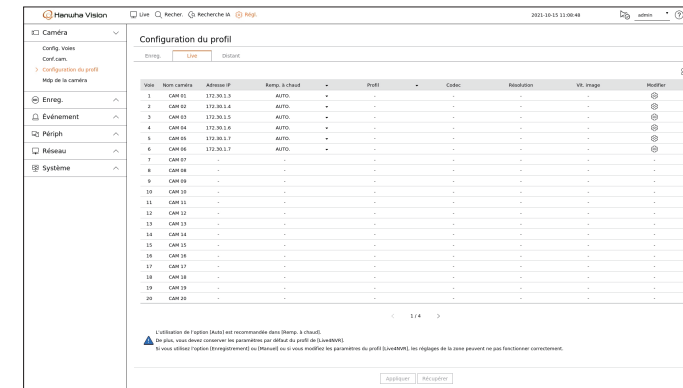 Hanwha Vision
Live Recher. Recherche IA Régl.
2021-10-15 11:08:48
admin
Caméra
Config. Voies
Conf.cam.
> Configuration du profil
Mdp de la caméra
Enreg.
Événement
Périph
Réseau
Système
Configuration du profil
Enreg. Live Distant
Voie Nom caméra Adresse IP Remp. à chaud Profil Codec Résolution Vit. image Modifier
1 CAM 01 172.30.1.3 AUTO. - - - -
2 CAM 02 172.30.1.4 AUTO. - - - -
3 CAM 03 172.30.1.5 AUTO. - - - -
4 CAM 04 172.30.1.6 AUTO. - - - -
5 CAM 05 172.30.1.7 AUTO. - - - -
6 CAM 06 172.30.1.7 AUTO. - - - -
7 CAM 07 - - - - - - -
8 CAM 08 - - - - - - -
9 CAM 09 - - - - - - -
10 CAM 10 - - - - - - -
11 CAM 11 - - - - - - -
12 CAM 12 - - - - - - -
13 CAM 13 - - - - - - -
14 CAM 14 - - - - - - -
15 CAM 15 - - - - - - -
16 CAM 16 - - - - - - -
17 CAM 17 - - - - - - -
18 CAM 18 - - - - - - -
19 CAM 19 - - - - - - -
20 CAM 20 - - - - - - -
< 1 / 4 >
L'utilisation de l'option [Auto] est recommandée dans [Remp. à chaud].
De plus, vous devez conserver les paramètres par défaut du profil de [Live4NVR].
Si vous utilisez l'option [Enregistrement] ou [Manuel] ou si vous modifiez les paramètres du profil [Live4NVR], les réglages de la zone peuvent ne pas fonctionner correctement.
Appliquer Récupérer